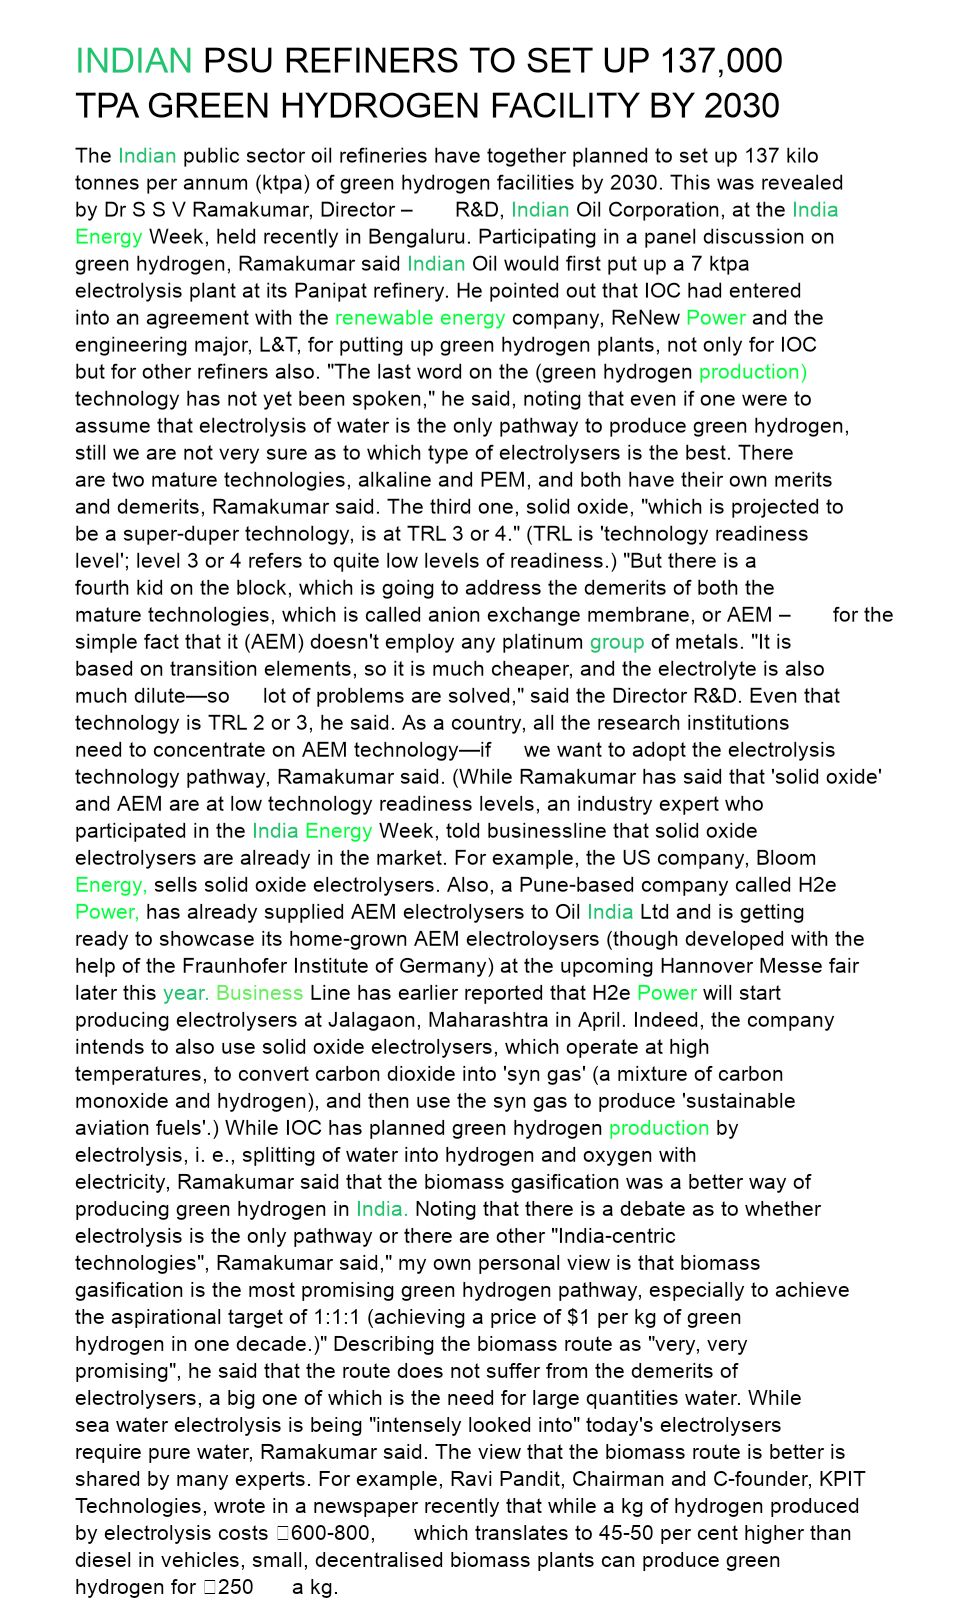 INDIAN PSU REFINERS TO SET UP 137,000
TPA GREEN HYDROGEN FACILITY BY 2030
The Indian public sector oil refineries have together planned to set up 137 kilo
tonnes per annum (ktpa) of green hydrogen facilities by 2030. This was revealed
by Dr S S V Ramakumar, Director – R&D, Indian Oil Corporation, at the India
Energy Week, held recently in Bengaluru. Participating in a panel discussion on
green hydrogen, Ramakumar said Indian Oil would first put up a 7 ktpa
electrolysis plant at its Panipat refinery. He pointed out that IOC had entered
into an agreement with the renewable energy company, ReNew Power and the
engineering major, L&T, for putting up green hydrogen plants, not only for IOC
but for other refiners also. "The last word on the (green hydrogen production)
technology has not yet been spoken," he said, noting that even if one were to
assume that electrolysis of water is the only pathway to produce green hydrogen,
still we are not very sure as to which type of electrolysers is the best. There
are two mature technologies, alkaline and PEM, and both have their own merits
and demerits, Ramakumar said. The third one, solid oxide, "which is projected to
be a super-duper technology, is at TRL 3 or 4." (TRL is 'technology readiness
level'; level 3 or 4 refers to quite low levels of readiness.) "But there is a
fourth kid on the block, which is going to address the demerits of both the
mature technologies, which is called anion exchange membrane, or AEM – for the
simple fact that it (AEM) doesn't employ any platinum group of metals. "It is
based on transition elements, so it is much cheaper, and the electrolyte is also
much dilute—so lot of problems are solved," said the Director R&D. Even that
technology is TRL 2 or 3, he said. As a country, all the research institutions
need to concentrate on AEM technology—if we want to adopt the electrolysis
technology pathway, Ramakumar said. (While Ramakumar has said that 'solid oxide'
and AEM are at low technology readiness levels, an industry expert who
participated in the India Energy Week, told businessline that solid oxide
electrolysers are already in the market. For example, the US company, Bloom
Energy, sells solid oxide electrolysers. Also, a Pune-based company called H2e
Power, has already supplied AEM electrolysers to Oil India Ltd and is getting
ready to showcase its home-grown AEM electroloysers (though developed with the
help of the Fraunhofer Institute of Germany) at the upcoming Hannover Messe fair
later this year. Business Line has earlier reported that H2e Power will start
producing electrolysers at Jalagaon, Maharashtra in April. Indeed, the company
intends to also use solid oxide electrolysers, which operate at high
temperatures, to convert carbon dioxide into 'syn gas' (a mixture of carbon
monoxide and hydrogen), and then use the syn gas to produce 'sustainable
aviation fuels'.) While IOC has planned green hydrogen production by
electrolysis, i. e., splitting of water into hydrogen and oxygen with
electricity, Ramakumar said that the biomass gasification was a better way of
producing green hydrogen in India. Noting that there is a debate as to whether
electrolysis is the only pathway or there are other "India-centric
technologies", Ramakumar said," my own personal view is that biomass
gasification is the most promising green hydrogen pathway, especially to achieve
the aspirational target of 1:1:1 (achieving a price of $1 per kg of green
hydrogen in one decade.)" Describing the biomass route as "very, very
promising", he said that the route does not suffer from the demerits of
electrolysers, a big one of which is the need for large quantities water. While
sea water electrolysis is being "intensely looked into" today's electrolysers
require pure water, Ramakumar said. The view that the biomass route is better is
shared by many experts. For example, Ravi Pandit, Chairman and C-founder, KPIT
Technologies, wrote in a newspaper recently that while a kg of hydrogen produced
by electrolysis costs 600-800, which translates to 45-50 per cent higher than
diesel in vehicles, small, decentralised biomass plants can produce green
hydrogen for 250 a kg.